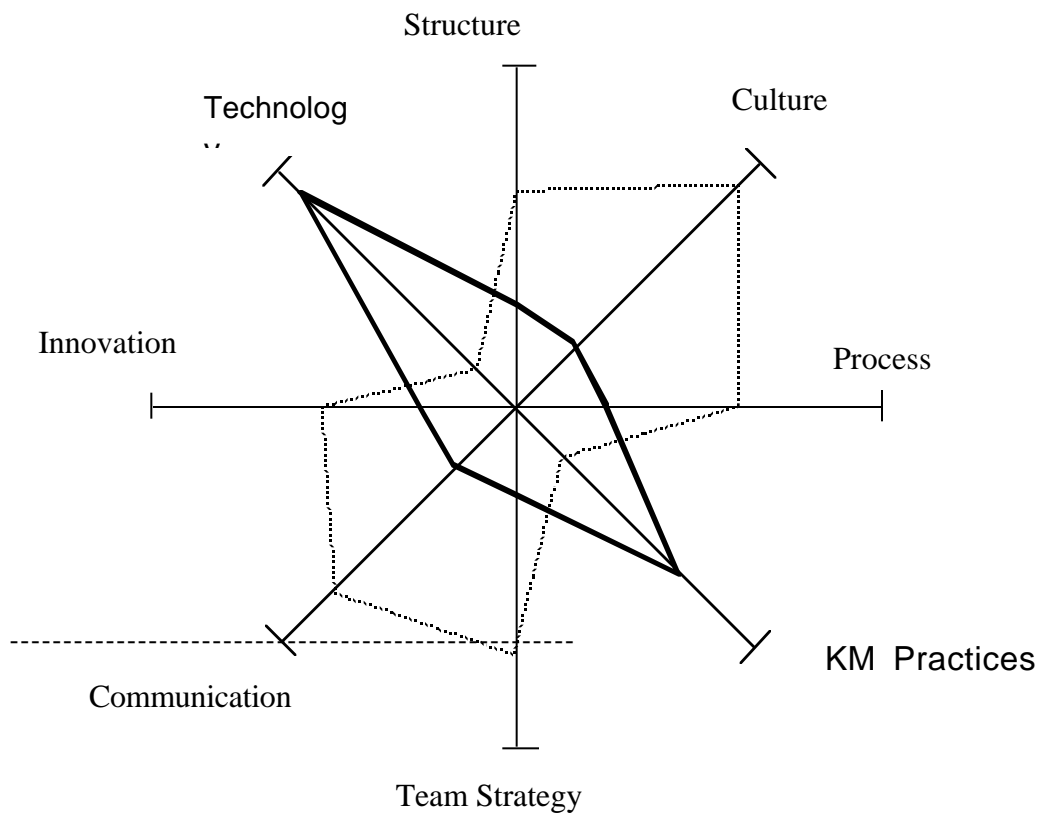 Structure
Culture
Technolog
y
Innovation
Process
KM Practices
Communication
Team Strategy